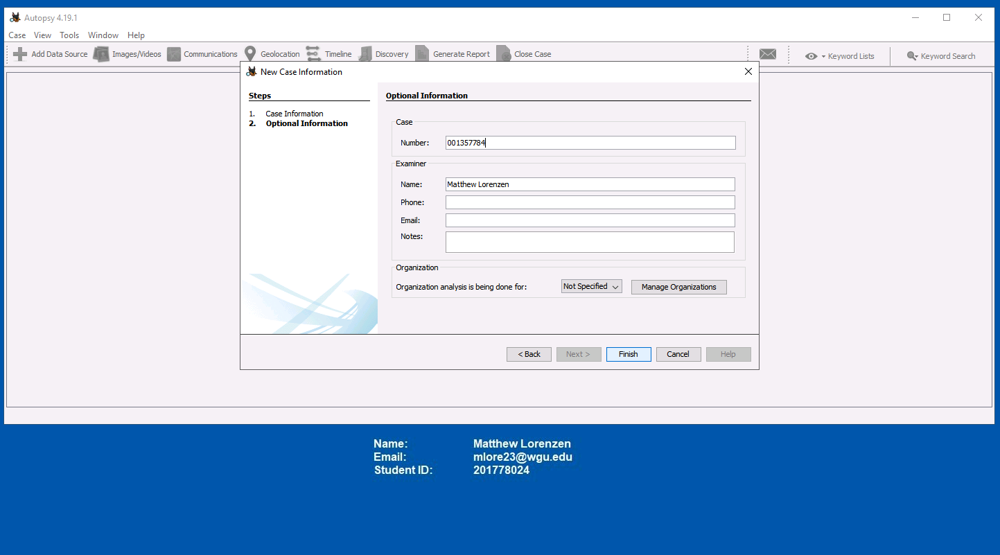 Autopsy 4.19.1
Case View Tools Window Help
Add Data Source Images/Videos Communications Geolocation Timeline Discovery Generate Report Close Case Keyword Lists Keyword Search
New Case Information
Steps
1. Case Information
2. Optional Information
Optional Information
Case
Number: 001357784
Examiner
Name: Matthew Lorenzen
Phone:
Email:
Notes:
Organization
Organization analysis is being done for: Not Specified Manage Organizations
< Back Next > Finish Cancel Help
Name: Matthew Lorenzen
Email: mlore23@wgu.edu
Student ID: 201778024